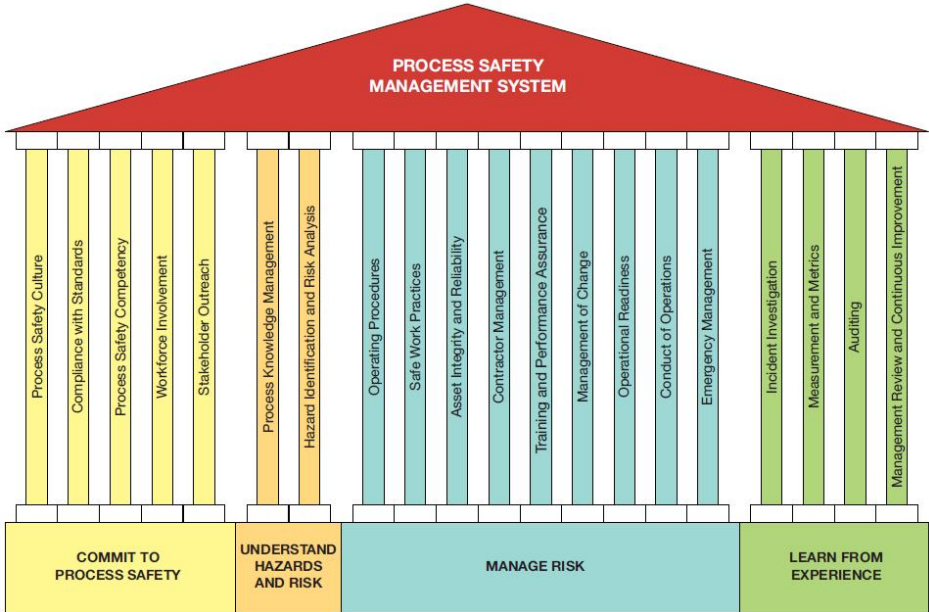 PROCESS SAFETY
MANAGEMENT SYSTEM
Process Safety Culture
Compliance with Standards
Process Safety Competency
Workforce Involvement
Stakeholder Outreach
Process Knowledge Management
Hazard Identification and Risk Analysis
Operating Procedures
Safe Work Practices
Asset Integrity and Reliability
Contractor Management
Training and Performance Assurance
Management of Change
Operational Readiness
Conduct of Operations
Emergency Management
Incident Investigation
Measurement and Metrics
Auditing
Management Review and Continuous Improvement
COMMIT TO
PROCESS SAFETY
UNDERSTAND
HAZARDS
AND RISK
MANAGE RISK
LEARN FROM
EXPERIENCE